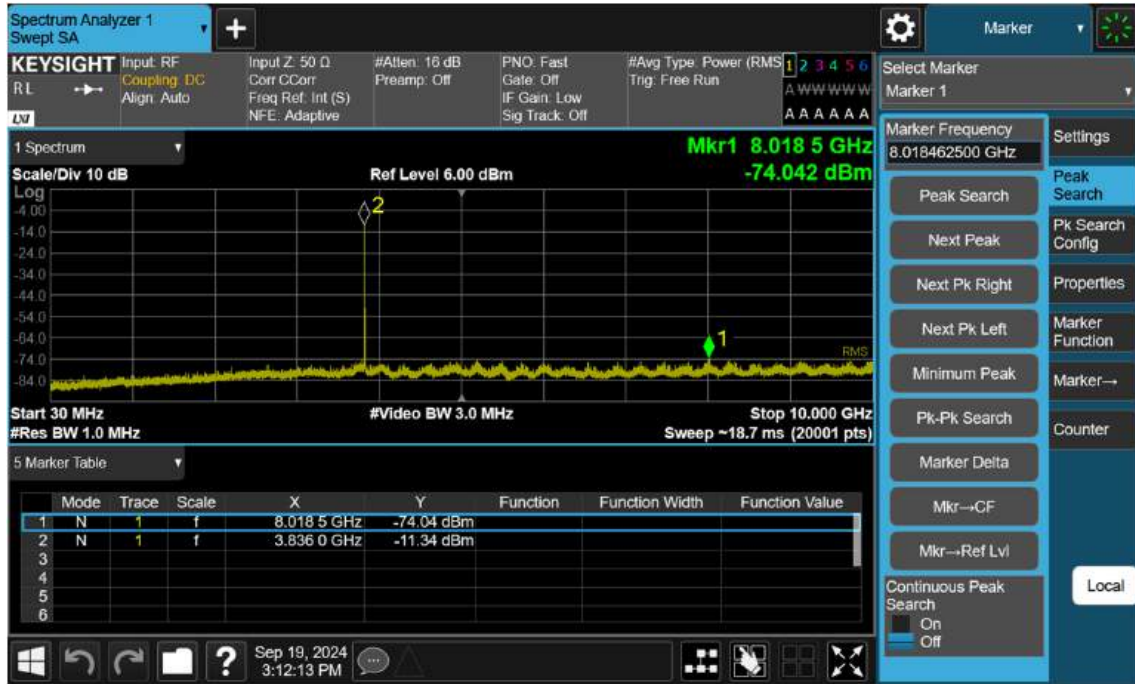 Spectrum Analyzer 1
Swept SA
+
Marker
KEYSIGHT
RL
LXI
Input: RF
Coupling: DC
Align: Auto
Input Z: 50 Ω
Corr CCorr
Freq Ref: Int (S)
NFE: Adaptive
#Atten: 16 dB
Preamp: Off
PNO: Fast
Gate: Off
IF Gain: Low
Sig Track: Off
#Avg Type: Power (RMS
Trig: Free Run
1 2 3 4 5 6
A W W W W W
A A A A A A
Select Marker
Marker 1
1 Spectrum
Mkr1 8.018 5 GHz
-74.042 dBm
Scale/Div 10 dB
Ref Level 6.00 dBm
Log
-4.00
-14.0
-24.0
-34.0
-44.0
-54.0
-64.0
-74.0
-84.0
2
1
RMS
Start 30 MHz
#Video BW 3.0 MHz
Stop 10.000 GHz
#Res BW 1.0 MHz
Sweep ~18.7 ms (20001 pts)
5 Marker Table
Mode Trace Scale X Y Function Function Width Function Value
1 N 1 f 8.018 5 GHz -74.04 dBm
2 N 1 f 3.836 0 GHz -11.34 dBm
3
4
5
6
Marker Frequency
8.018462500 GHz
Peak Search
Next Peak
Next Pk Right
Next Pk Left
Minimum Peak
Pk-Pk Search
Marker Delta
Mkr→CF
Mkr→Ref Lvl
Continuous Peak
Search
On
Off
Settings
Peak
Search
Pk Search
Config
Properties
Marker
Function
Marker→
Counter
Local
?
Sep 19, 2024
3:12:13 PM